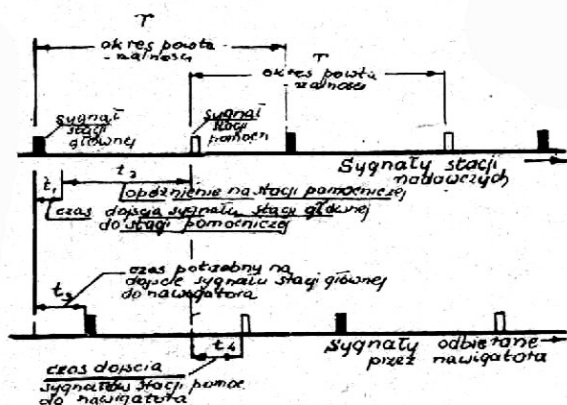 T
okres powta
rzalności
T
okres powta
rzalności
sygnał
stacji
głównej
sygnał
stacji
pomocn
Sygnały stacji
nadawczych
t₁
t₂
opóźnienie na stacji pomocniczej
czas dojścia sygnału stacji głównej
do stacji pomocniczej
czas potrzebny na
dojście sygnału stacji głównej
do nawigatora
t₃
t₄
Sygnały odbierane
przez nawigatora
czas dojścia
sygnałów stacji pomoc
do nawigatora